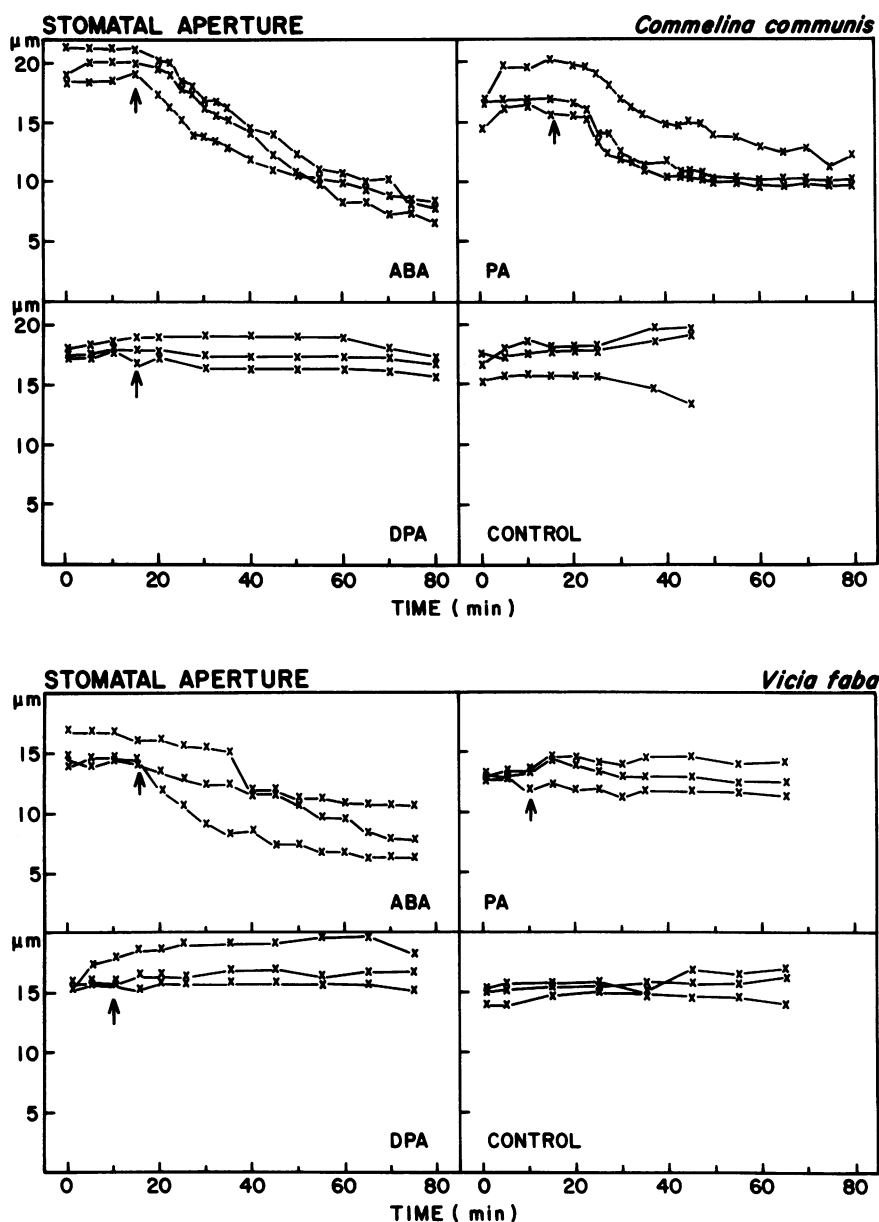 STOMATAL APERTURE Commelina communis
µm
20
15
10
5
ABA PA
µm
20
15
10
5
DPA CONTROL
0 20 40 60 80 0 20 40 60 80
TIME (min)
STOMATAL APERTURE Vicia faba
µm
15
10
5
ABA PA
µm
15
10
5
DPA CONTROL
0 20 40 60 80 0 20 40 60 80
TIME (min)